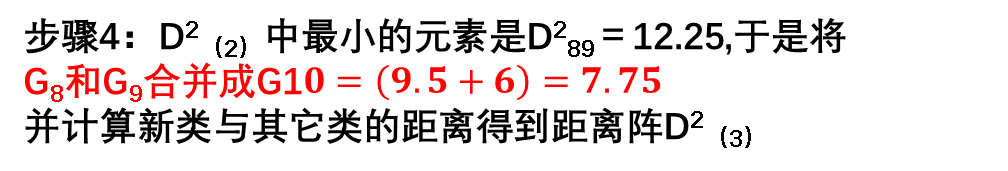 步骤4：D²₍₂₎ 中最小的元素是D²₈₉ = 12.25,于是将
G₈和G₉合并成G10 = (9.5 + 6) = 7.75
并计算新类与其它类的距离得到距离阵D²₍₃₎